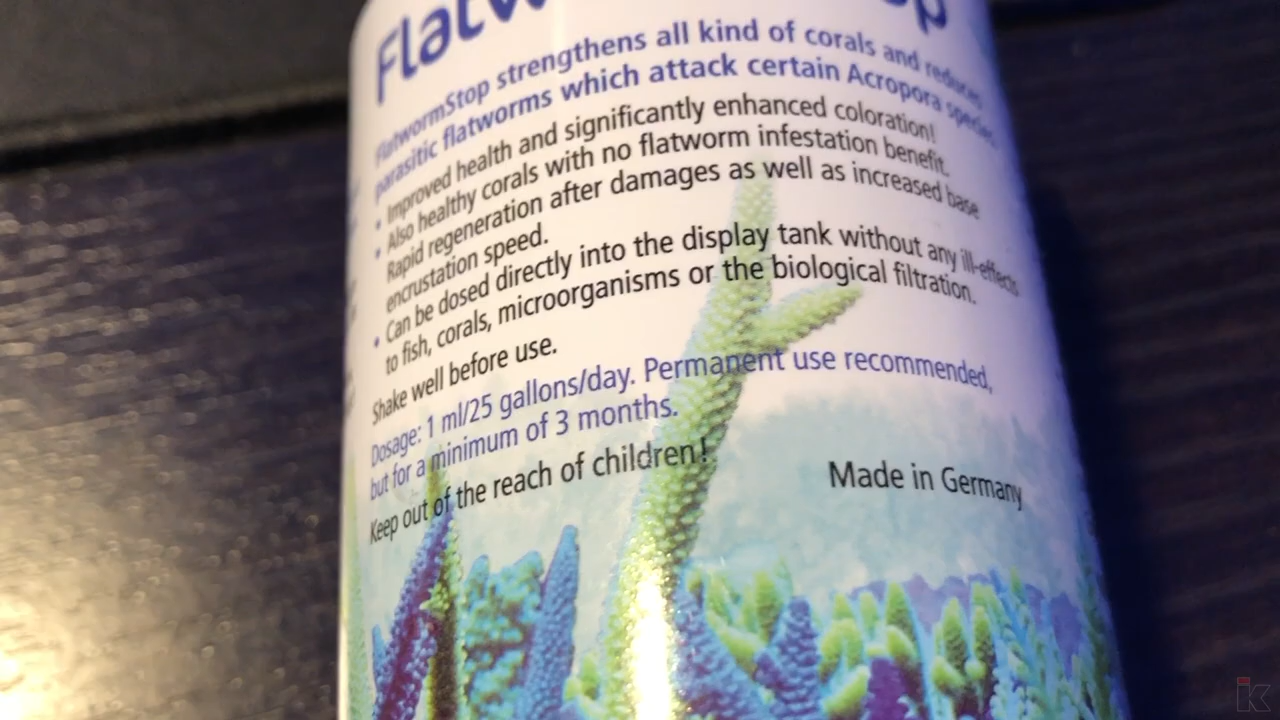 FlatwormStop
FlatwormStop strengthens all kind of corals and reduces
parasitic flatworms which attack certain Acropora species.
• Improved health and significantly enhanced coloration!
• Also healthy corals with no flatworm infestation benefit.
Rapid regeneration after damages as well as increased base
encrustation speed.
• Can be dosed directly into the display tank without any ill-effects
to fish, corals, microorganisms or the biological filtration.
Shake well before use.
Dosage: 1 ml/25 gallons/day. Permanent use recommended,
but for a minimum of 3 months.
Keep out of the reach of children!
Made in Germany
ik